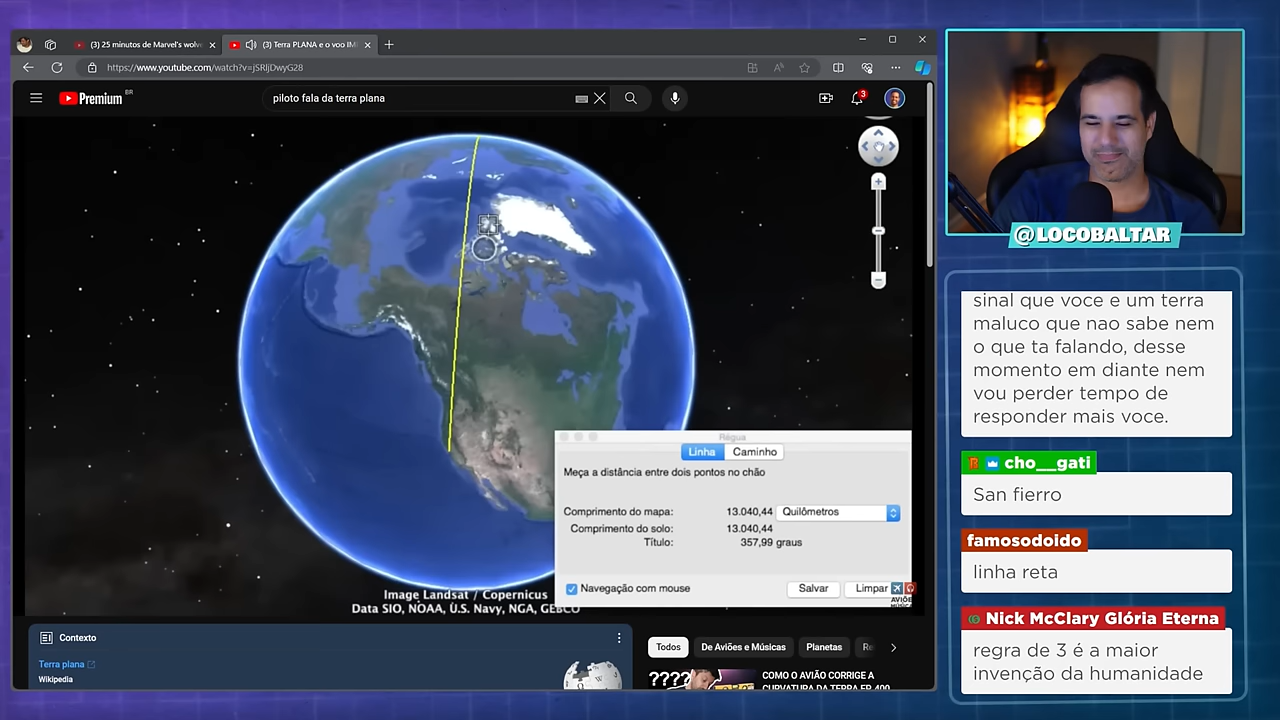 (3) 25 minutos de Marvel's wolv
(3) Terra PLANA e o voo IM
https://www.youtube.com/watch?v=jSRljDwyG28
Premium BR
piloto fala da terra plana
3
Régua
Linha Caminho
Meça a distância entre dois pontos no chão
Comprimento do mapa: 13.040,44 Quilômetros
Comprimento do solo: 13.040,44
Título: 357,99 graus
Navegação com mouse Salvar Limpar
Image Landsat / Copernicus
Data SIO, NOAA, U.S. Navy, NGA, GEBCO
Contexto
Terra plana
Wikipedia
Todos De Aviões e Músicas Planetas Re
????
COMO O AVIÃO CORRIGE A
CURVATURA DA TERRA EP. 400
@LOCOBALTAR
sinal que voce e um terra
maluco que nao sabe nem
o que ta falando, desse
momento em diante nem
vou perder tempo de
responder mais voce.
cho__gati
San fierro
famosodoido
linha reta
Nick McClary Glória Eterna
regra de 3 é a maior
invenção da humanidade